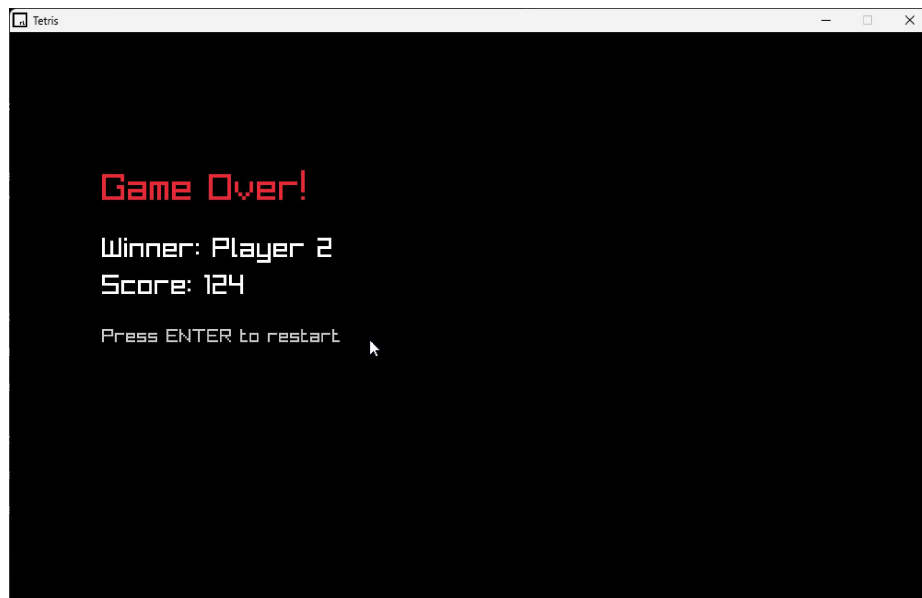 Tetris
Game Over!
Winner: Player 2
Score: 124
Press ENTER to restart